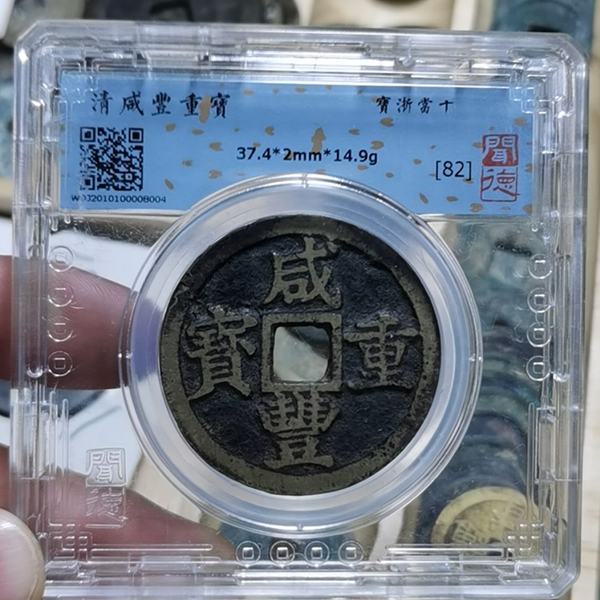 清咸豐重寶
寶浙當十
37.4*2mm*14.9g
[82]
聞德
W032010100008004
咸
寶 重
豐
聞德